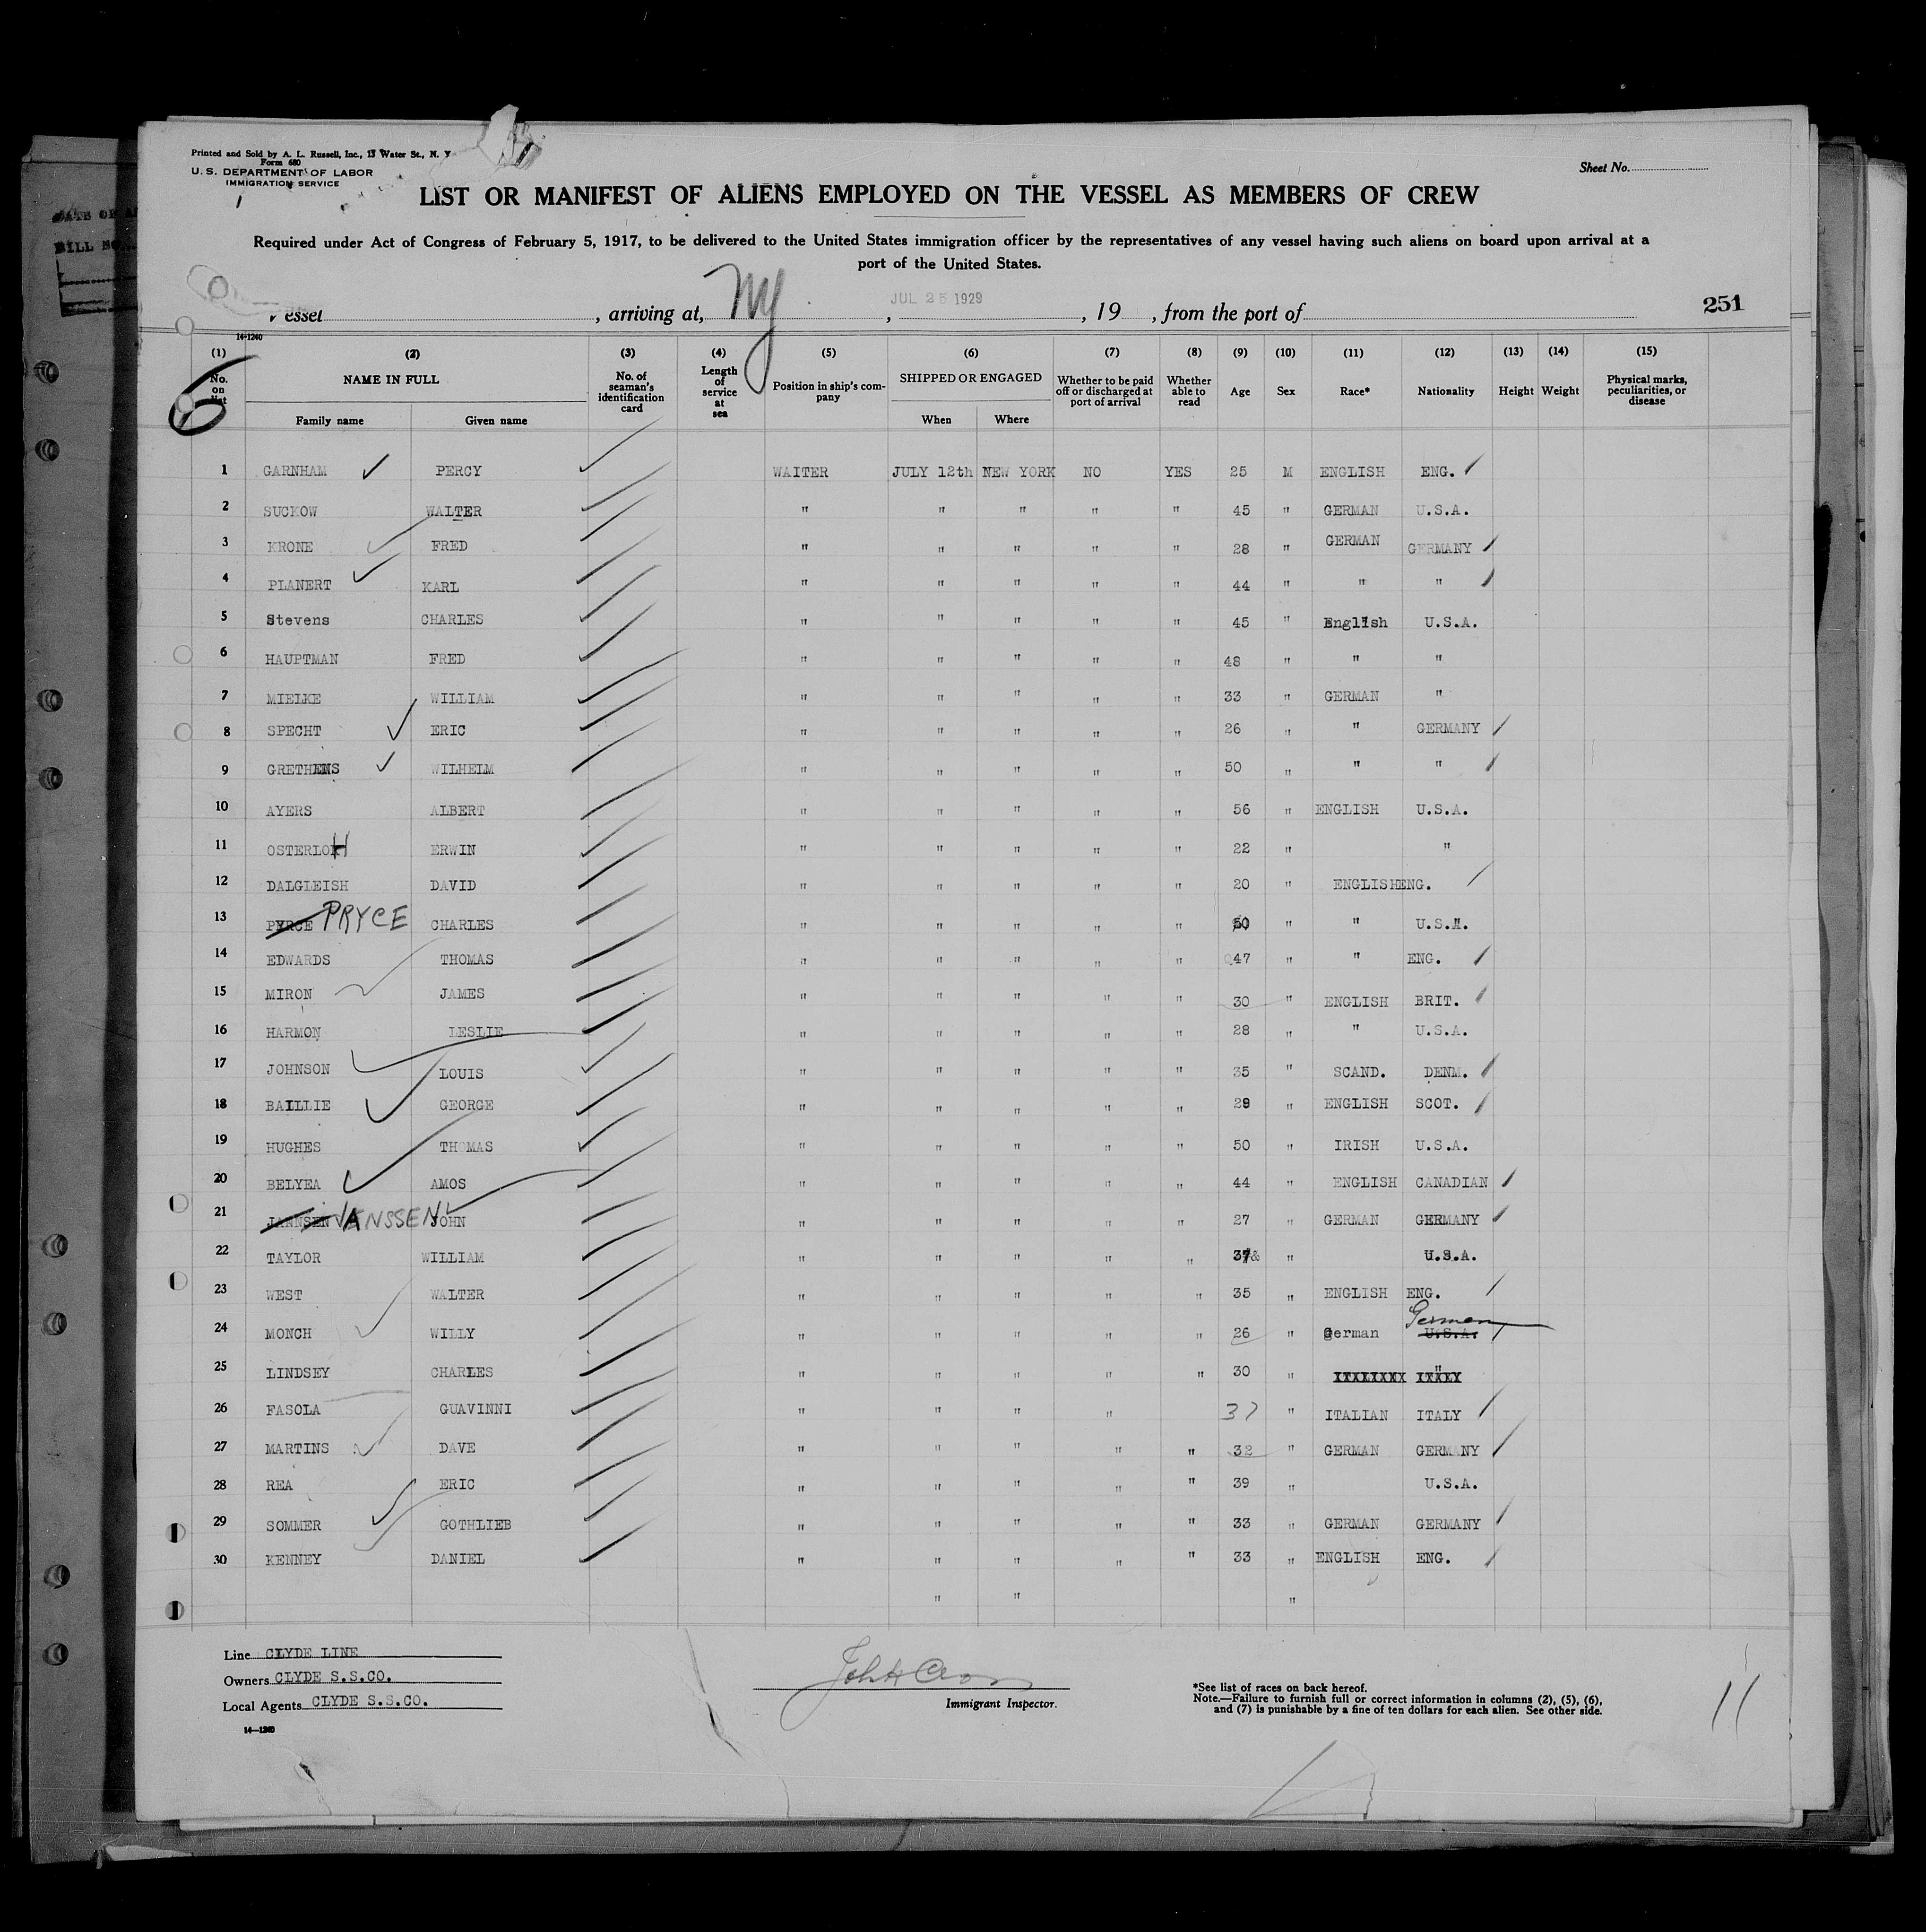 DATE OF
BILL NO.
Printed and Sold by A. L. Russell, Inc., 13 Water St., N. Y
Form 680
U. S. DEPARTMENT OF LABOR
IMMIGRATION SERVICE
Sheet No.
LIST OR MANIFEST OF ALIENS EMPLOYED ON THE VESSEL AS MEMBERS OF CREW
Required under Act of Congress of February 5, 1917, to be delivered to the United States immigration officer by the representatives of any vessel having such aliens on board upon arrival at a
port of the United States.
Vessel , arriving at, NY , JUL 25 1929 , 19 , from the port of 251
14-1240
(1) (2) (3) (4) (5) (6) (7) (8) (9) (10) (11) (12) (13) (14) (15)
No. on list NAME IN FULL No. of seaman's identification card Length of service at sea Position in ship's company SHIPPED OR ENGAGED Whether to be paid off or discharged at port of arrival Whether able to read Age Sex Race* Nationality Height Weight Physical marks, peculiarities, or disease
Family name Given name When Where
6
1 GARNHAM PERCY WAITER JULY 12th NEW YORK NO YES 25 M ENGLISH ENG.
2 SUCKOW WALTER " " " " " 45 " GERMAN U.S.A.
3 KRONE FRED " " " " " 28 " GERMAN GERMANY
4 PLANERT KARL " " " " " 44 " " "
5 Stevens CHARLES " " " " " 45 " English U.S.A.
6 HAUPTMAN FRED " " " " " 48 " " "
7 MIELKE WILLIAM " " " " " 33 " GERMAN "
8 SPECHT ERIC " " " " " 26 " " GERMANY
9 GRETHENS WILHEIM " " " " " 50 " " "
10 AYERS ALBERT " " " " " 56 " ENGLISH U.S.A.
11 OSTERLOH ERWIN " " " " " 22 " "
12 DALGLEISH DAVID " " " " " 20 " ENGLISH ENG.
13 PYRCE PRYCE CHARLES " " " " " 50 " " U.S.A.
14 EDWARDS THOMAS " " " " " 47 " " ENG.
15 MIRON JAMES " " " " " 30 " ENGLISH BRIT.
16 HARMON LESLIE " " " " " 28 " " U.S.A.
17 JOHNSON LOUIS " " " " " 35 " SCAND. DENM.
18 BAILLIE GEORGE " " " " " 29 " ENGLISH SCOT.
19 HUGHES THOMAS " " " " " 50 " IRISH U.S.A.
20 BELYEA AMOS " " " " " 44 " ENGLISH CANADIAN
21 JANNSEN JANSSEN JOHN " " " " " 27 " GERMAN GERMANY
22 TAYLOR WILLIAM " " " " " 37 " U.S.A.
23 WEST WALTER " " " " " 35 " ENGLISH ENG.
24 MONCH WILLY " " " " " 26 " German U.S.A. German
25 LINDSEY CHARLES " " " " " 30 " "
26 FASOLA GUAVINNI " " " " 37 " ITALIAN ITALY
27 MARTINS DAVE " " " " " 32 " GERMAN GERMANY
28 REA ERIC " " " " " 39 " U.S.A.
29 SOMMER GOTHLIEB " " " " " 33 " GERMAN GERMANY
30 KENNEY DANIEL " " " " " 33 " ENGLISH ENG.
" " "
Line CLYDE LINE
Owners CLYDE S.S.CO.
Local Agents CLYDE S.S.CO.
14—1240
Immigrant Inspector.
*See list of races on back hereof.
Note.—Failure to furnish full or correct information in columns (2), (5), (6),
and (7) is punishable by a fine of ten dollars for each alien. See other side.
11